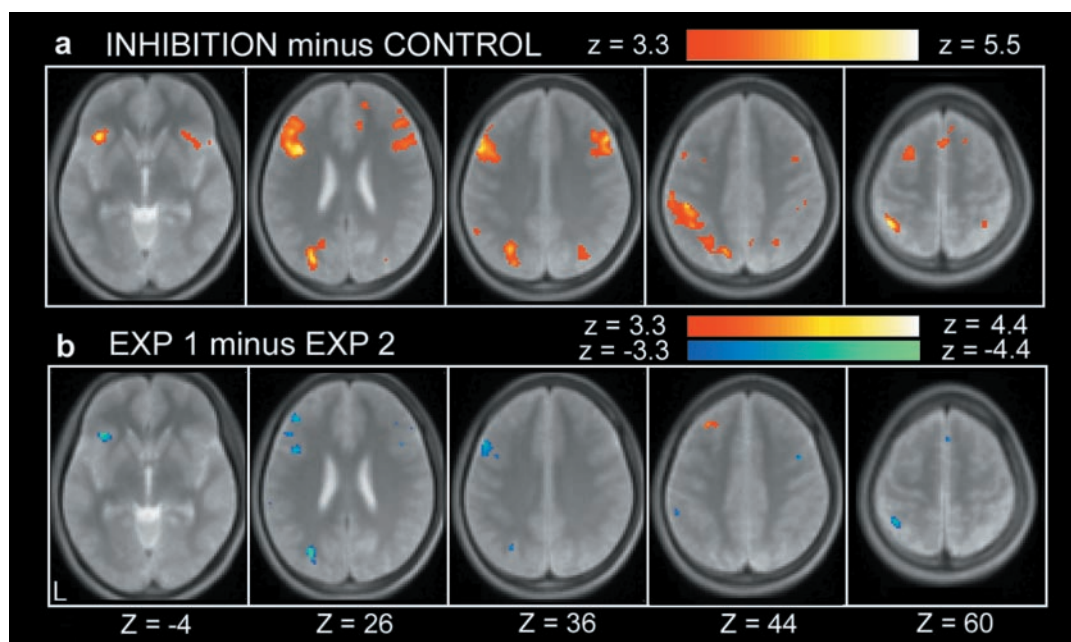 a INHIBITION minus CONTROL z = 3.3 z = 5.5
z = 3.3 z = 4.4
b EXP 1 minus EXP 2 z = -3.3 z = -4.4
L
Z = -4 Z = 26 Z = 36 Z = 44 Z = 60